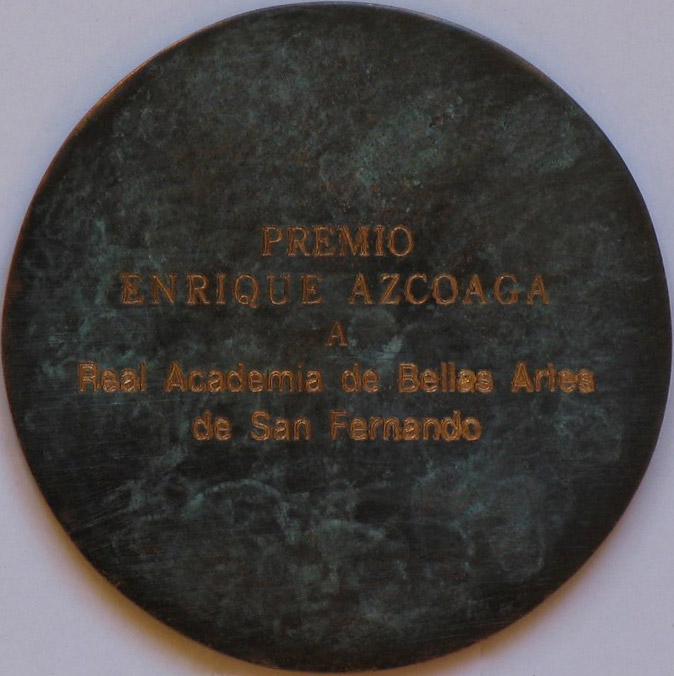 PREMIO
ENRIQUE AZCOAGA
A
Real Academia de Bellas Artes
de San Fernando